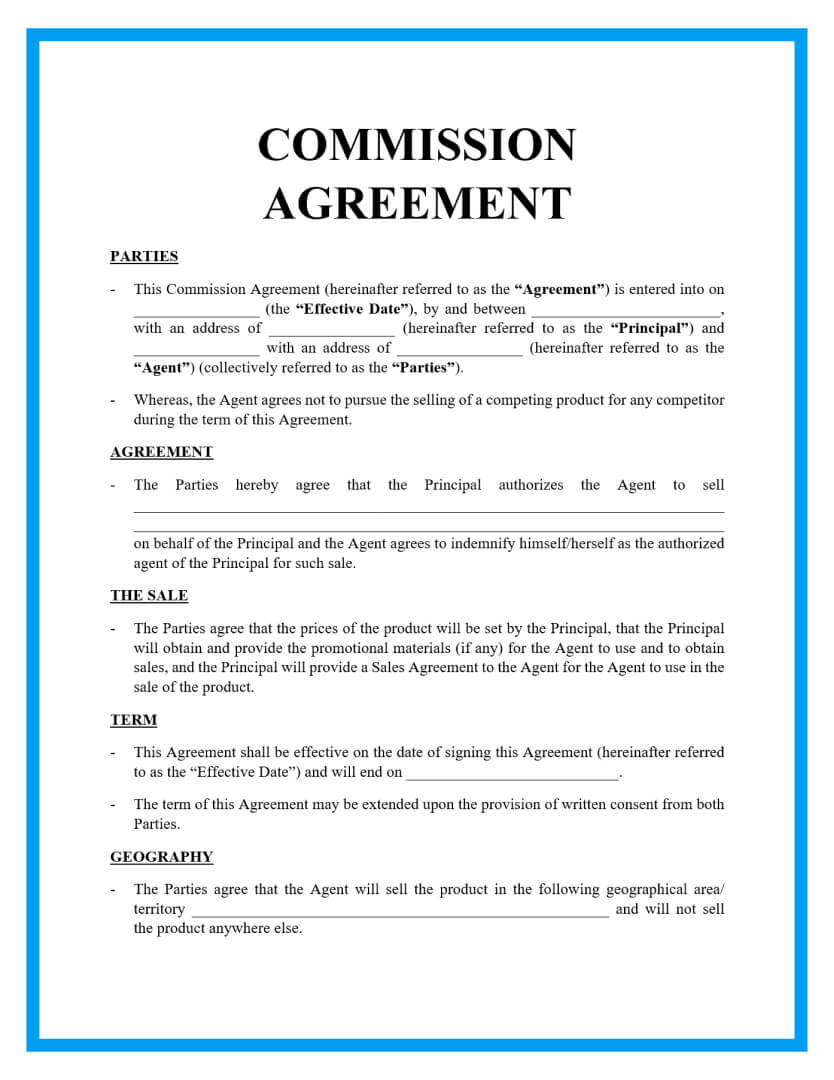 COMMISSION
AGREEMENT
PARTIES
- This Commission Agreement (hereinafter referred to as the “Agreement”) is entered into on
________________ (the “Effective Date”), by and between ________________________,
with an address of ________________ (hereinafter referred to as the “Principal”) and
________________ with an address of ________________ (hereinafter referred to as the
“Agent”) (collectively referred to as the “Parties”).
- Whereas, the Agent agrees not to pursue the selling of a competing product for any competitor
during the term of this Agreement.
AGREEMENT
- The Parties hereby agree that the Principal authorizes the Agent to sell
___________________________________________________________________________
___________________________________________________________________________
on behalf of the Principal and the Agent agrees to indemnify himself/herself as the authorized
agent of the Principal for such sale.
THE SALE
- The Parties agree that the prices of the product will be set by the Principal, that the Principal
will obtain and provide the promotional materials (if any) for the Agent to use and to obtain
sales, and the Principal will provide a Sales Agreement to the Agent for the Agent to use in the
sale of the product.
TERM
- This Agreement shall be effective on the date of signing this Agreement (hereinafter referred
to as the “Effective Date”) and will end on ___________________________.
- The term of this Agreement may be extended upon the provision of written consent from both
Parties.
GEOGRAPHY
- The Parties agree that the Agent will sell the product in the following geographical area/
territory _____________________________________________________ and will not sell
the product anywhere else.